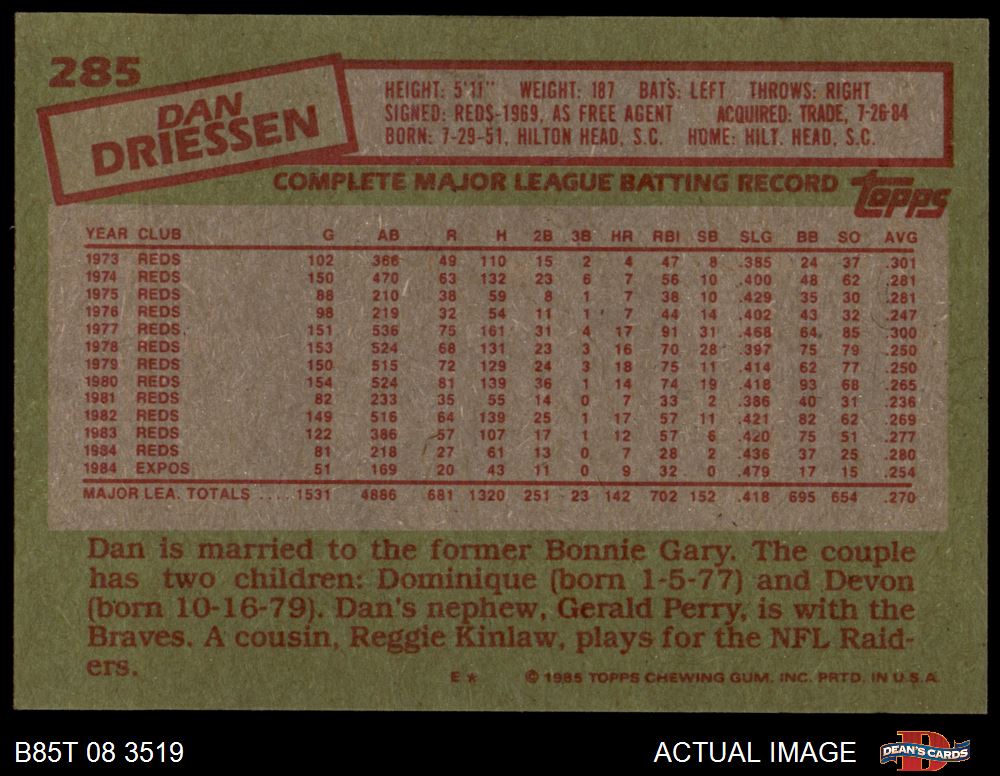 285
DAN
DRIESSEN
HEIGHT: 5'11" WEIGHT: 187 BATS: LEFT THROWS: RIGHT
SIGNED: REDS-1969, AS FREE AGENT ACQUIRED: TRADE, 7-26-84
BORN: 7-29-51, HILTON HEAD, S.C. HOME: HILT. HEAD, S.C.
COMPLETE MAJOR LEAGUE BATTING RECORD topps
YEAR CLUB G AB R H 2B 3B HR RBI SB SLG BB SO AVG
1973 REDS 102 366 49 110 15 2 4 47 8 .385 24 37 .301
1974 REDS 150 470 63 132 23 6 7 56 10 .400 48 62 .281
1975 REDS 88 210 38 59 8 1 7 38 10 .429 35 30 .281
1976 REDS 98 219 32 54 11 1 7 44 14 .402 43 32 .247
1977 REDS 151 536 75 161 31 4 17 91 31 .468 64 85 .300
1978 REDS 153 524 68 131 23 3 16 70 28 .397 75 79 .250
1979 REDS 150 515 72 129 24 3 18 75 11 .414 62 77 .250
1980 REDS 154 524 81 139 36 1 14 74 19 .418 93 68 .265
1981 REDS 82 233 35 55 14 0 7 33 2 .386 40 31 .236
1982 REDS 149 516 64 139 25 1 17 57 11 .421 82 62 .269
1983 REDS 122 386 57 107 17 1 12 57 6 .420 75 51 .277
1984 REDS 81 218 27 61 13 0 7 28 2 .436 37 25 .280
1984 EXPOS 51 169 20 43 11 0 9 32 0 .479 17 15 .254
MAJOR LEA. TOTALS .... 1531 4886 681 1320 251 23 142 702 152 .418 695 654 .270
Dan is married to the former Bonnie Gary. The couple
has two children: Dominique (born 1-5-77) and Devon
(born 10-16-79). Dan's nephew, Gerald Perry, is with the
Braves. A cousin, Reggie Kinlaw, plays for the NFL Raid-
ers.
E* © 1985 TOPPS CHEWING GUM, INC. PRTD. IN U.S.A.
B85T 08 3519 ACTUAL IMAGE DEAN'S CARDS